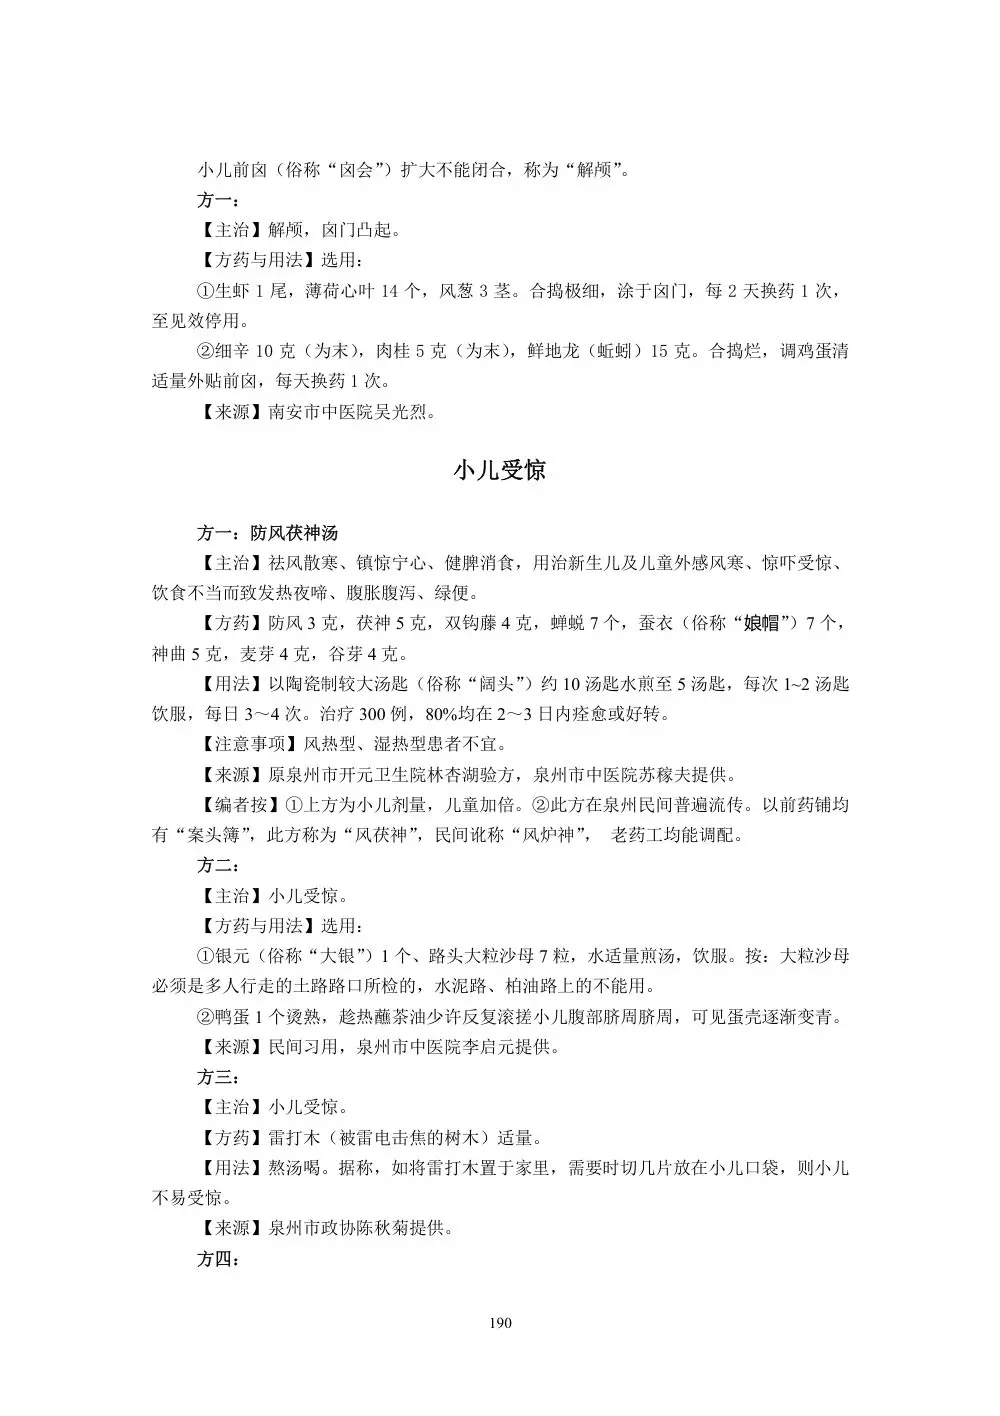 小儿前囟（俗称“囟会”）扩大不能闭合，称为“解颅”。
方一：
【主治】解颅，囟门凸起。
【方药与用法】选用：
①生虾 1 尾，薄荷心叶 14 个，风葱 3 茎。合捣极细，涂于囟门，每 2 天换药 1 次，
至见效停用。
②细辛 10 克（为末），肉桂 5 克（为末），鲜地龙（蚯蚓）15 克。合捣烂，调鸡蛋清
适量外贴前囟，每天换药 1 次。
【来源】南安市中医院吴光烈。
小儿受惊
方一：防风茯神汤
【主治】祛风散寒、镇惊宁心、健脾消食，用治新生儿及儿童外感风寒、惊吓受惊、
饮食不当而致发热夜啼、腹胀腹泻、绿便。
【方药】防风 3 克，茯神 5 克，双钩藤 4 克，蝉蜕 7 个，蚕衣（俗称“娘帽”）7 个，
神曲 5 克，麦芽 4 克，谷芽 4 克。
【用法】以陶瓷制较大汤匙（俗称“阔头”）约 10 汤匙水煎至 5 汤匙，每次 1~2 汤匙
饮服，每日 3～4 次。治疗 300 例，80%均在 2～3 日内痊愈或好转。
【注意事项】风热型、湿热型患者不宜。
【来源】原泉州市开元卫生院林杏湖验方，泉州市中医院苏稼夫提供。
【编者按】①上方为小儿剂量，儿童加倍。②此方在泉州民间普遍流传。以前药铺均
有“案头簿”，此方称为“风茯神”，民间讹称“风炉神”， 老药工均能调配。
方二：
【主治】小儿受惊。
【方药与用法】选用：
①银元（俗称“大银”）1 个、路头大粒沙母 7 粒，水适量煎汤，饮服。按：大粒沙母
必须是多人行走的土路路口所检的，水泥路、柏油路上的不能用。
②鸭蛋 1 个烫熟，趁热蘸茶油少许反复滚搓小儿腹部脐周脐周，可见蛋壳逐渐变青。
【来源】民间习用，泉州市中医院李启元提供。
方三：
【主治】小儿受惊。
【方药】雷打木（被雷电击焦的树木）适量。
【用法】熬汤喝。据称，如将雷打木置于家里，需要时切几片放在小儿口袋，则小儿
不易受惊。
【来源】泉州市政协陈秋菊提供。
方四：
190